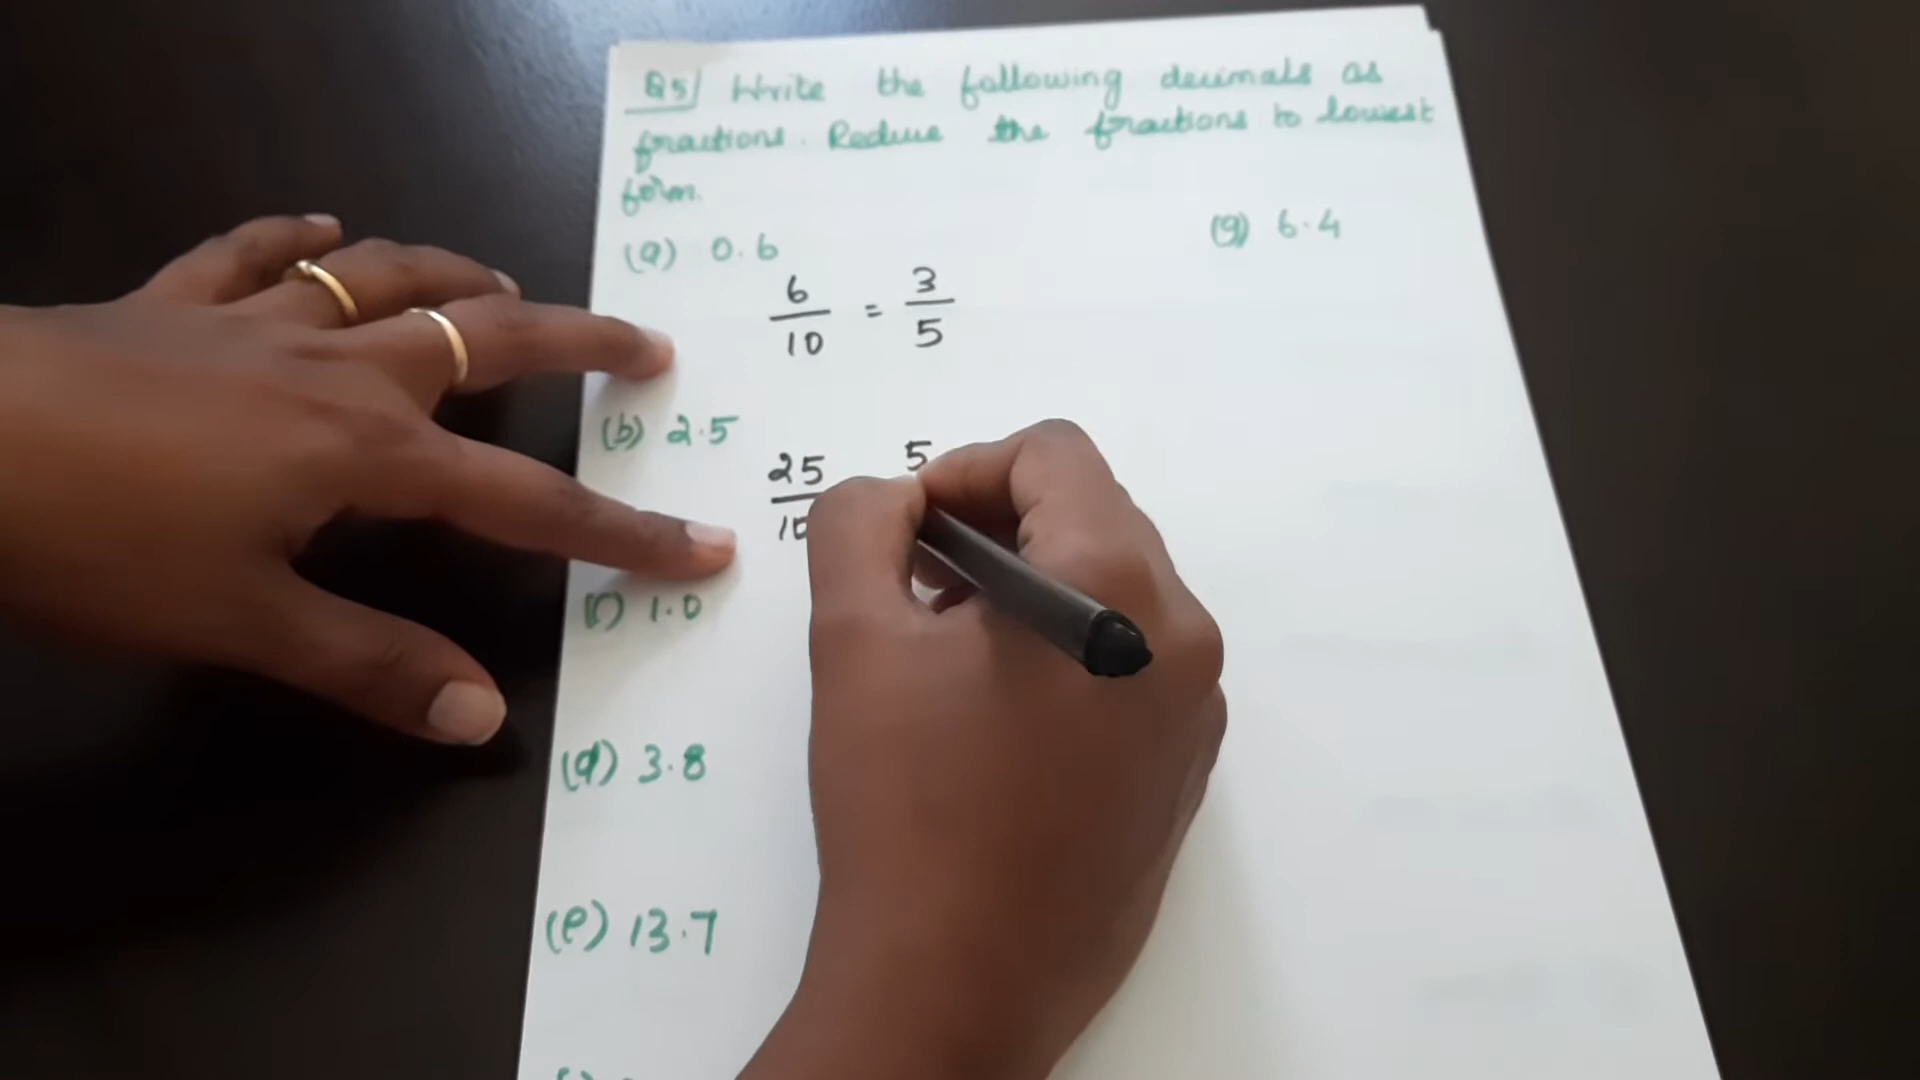 Q5/ Write the following decimals as
fractions. Reduce the fractions to lowest
form.
(a) 0.6
6/10 = 3/5
(b) 2.5
25/10 5
(c) 1.0
(d) 3.8
(e) 13.7
(g) 6.4